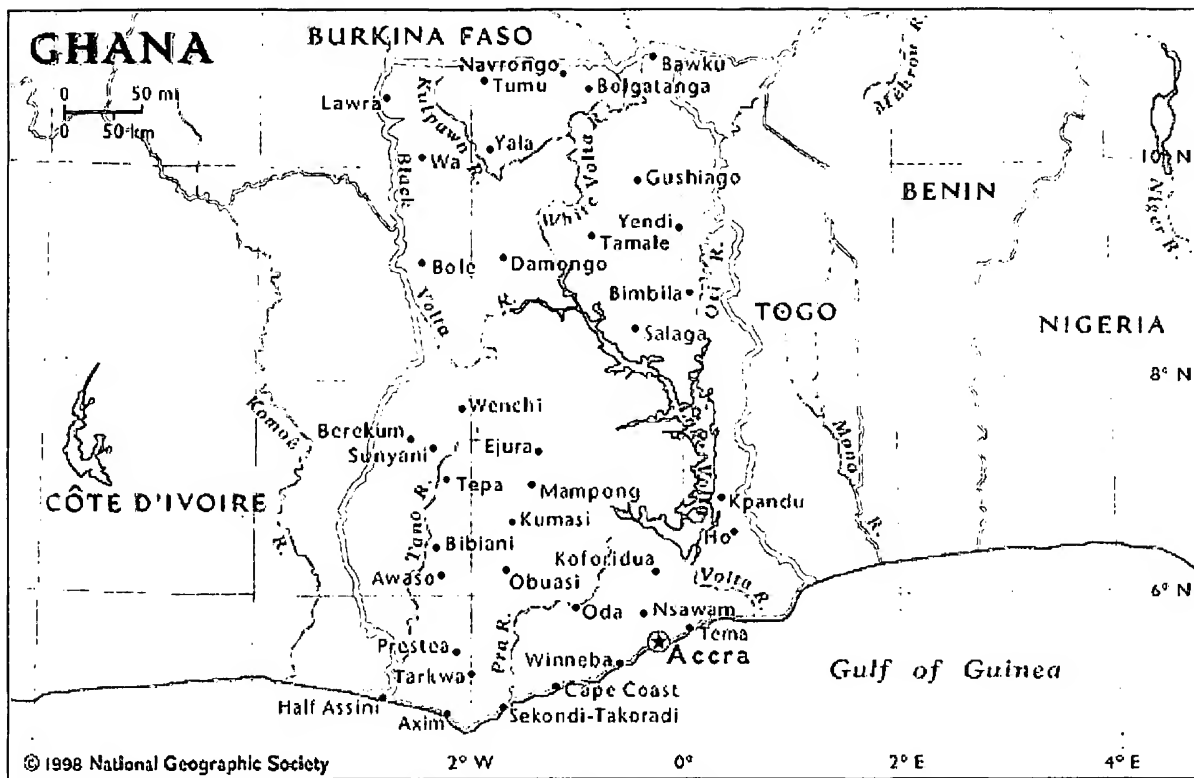 GHANA
BURKINA FASO
0 50 mi
0 50 km
Navrongo
Tumu
Bawku
Bolgatanga
Lawra
Kulpawn R.
Mékrou R.
Wa
Yala
White Volta R.
Gushiago
10° N
BENIN
Niger R.
Black Volta R.
Yendi
Tamale
Bole
Damongo
Oti R.
Bimbila
TOGO
NIGERIA
Salaga
8° N
Komoé R.
Wenchi
Berekum
Sunyani
Ejura
Lake Volta
Mono R.
CÔTE D'IVOIRE
Tano R.
Tepa
Mampong
Kpandu
Kumasi
Ho
Bibiani
Koforidua
Awaso
Obuasi
Volta R.
6° N
Oda
Nsawam
Tema
Pra R.
Prestea
Accra
Winneba
Tarkwa
Gulf of Guinea
Cape Coast
Half Assini
Axim
Sekondi-Takoradi
© 1998 National Geographic Society
2° W
0°
2° E
4° E